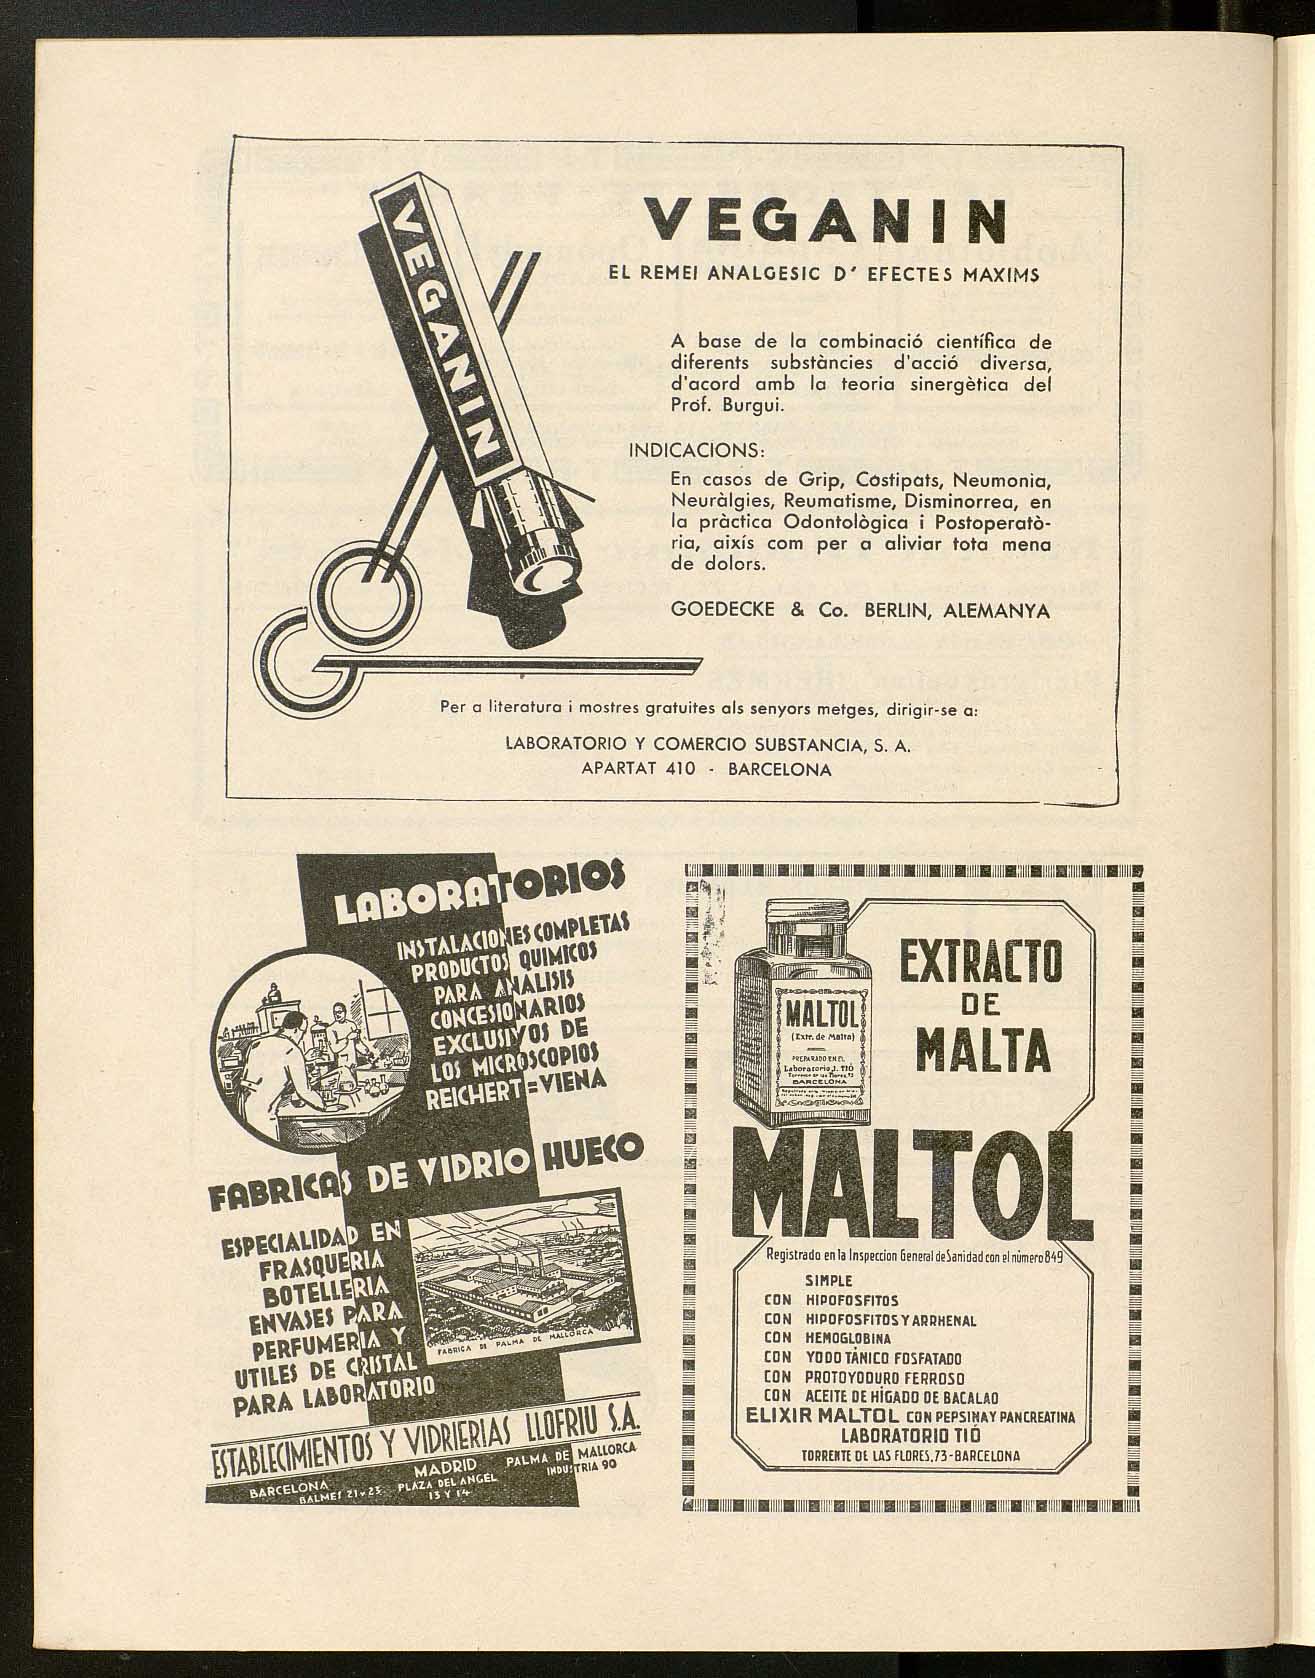 VEGANIN
VEGANIN
EL REMEI ANALGESIC D' EFECTES MAXIMS
A base de la combinació científica de
diferents substàncies d'acció diversa,
d'acord amb la teoria sinergètica del
Prof. Burgui.
INDICACIONS:
En casos de Grip, Costipats, Neumonia,
Neuràlgies, Reumatisme, Disminorrea, en
la pràctica Odontològica i Postoperatò-
ria, aixís com per a aliviar tota mena
de dolors.
GOEDECKE & Co. BERLIN, ALEMANYA
Per a literatura i mostres gratuites als senyors metges, dirigir-se a:
LABORATORIO Y COMERCIO SUBSTANCIA, S. A.
APARTAT 410 - BARCELONA
LABORATORIOS
INSTALACIONES COMPLETAS
PRODUCTOS QUIMICOS
PARA ANALISIS
CONCESIONARIOS
EXCLUSIVOS DE
LOS MICROSCOPIOS
REICHERT=VIENA
FABRICAS DE VIDRIO HUECO
ESPECIALIDAD EN
FRASQUERIA
BOTELLERIA
ENVASES PARA
PERFUMERIA Y
UTILES DE CRISTAL
PARA LABORATORIO
FABRICA DE PALMA DE MALLORCA
ESTABLECIMIENTOS Y VIDRIERIAS LLOFRIU S.A.
BARCELONA
BALMES 21 y 23
MADRID
PLAZA DEL ANGEL
13 Y 14
PALMA DE MALLORCA
INDUSTRIA 90
MALTOL
(Extr. de Malta)
PREPARADO EN EL
Laboratorio J. TIÓ
Torrente de las Flores, 73
BARCELONA
EXTRACTO
DE
MALTA
MALTOL
Registrado en la Inspeccion General de Sanidad con el número 849
SIMPLE
CON HIPOFOSFITOS
CON HIPOFOSFITOS Y ARRHENAL
CON HEMOGLOBINA
CON YODO TÁNICO FOSFATADO
CON PROTOYODURO FERROSO
CON ACEITE DE HÍGADO DE BACALAO
ELIXIR MALTOL CON PEPSINA Y PANCREATINA
LABORATORIO TIÓ
TORRENTE DE LAS FLORES, 73-BARCELONA